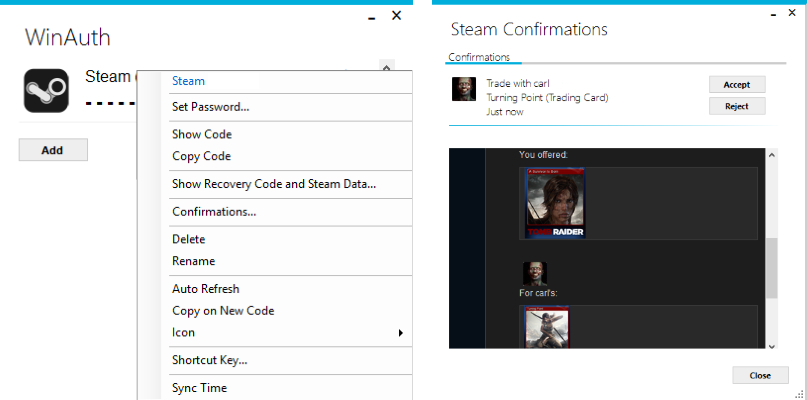 WinAuth
Steam
Steam
Set Password...
Show Code
Copy Code
Show Recovery Code and Steam Data...
Confirmations...
Delete
Rename
Auto Refresh
Copy on New Code
Icon
Shortcut Key...
Sync Time
Add
Steam Confirmations
Confirmations
Trade with carl
Turning Point (Trading Card)
Just now
Accept
Reject
You offered:
TOMB RAIDER
For carl's:
Close